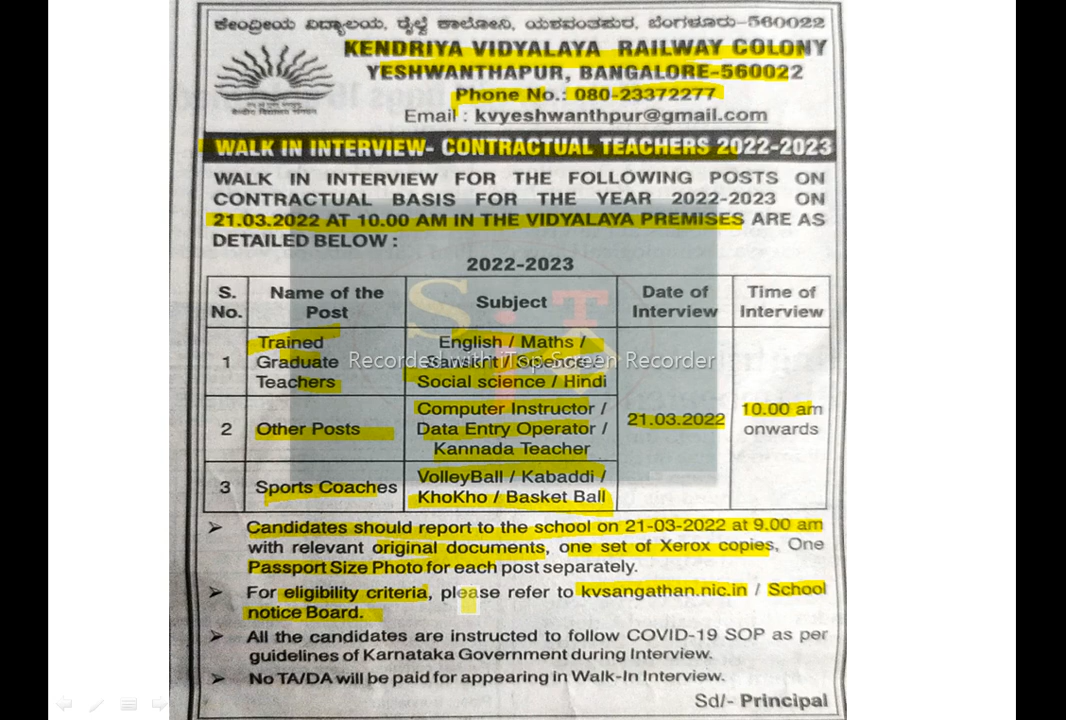 ಕೇಂದ್ರೀಯ ವಿದ್ಯಾಲಯ, ರೈಲ್ವೆ ಕಾಲೋನಿ, ಯಶವಂತಪುರ, ಬೆಂಗಳೂರು-560022
KENDRIYA VIDYALAYA RAILWAY COLONY
YESHWANTHAPUR, BANGALORE-560022
Phone No.: 080-23372277
Email : kvyeshwanthpur@gmail.com
केन्द्रीय विद्यालय संगठन
WALK IN INTERVIEW- CONTRACTUAL TEACHERS 2022-2023
WALK IN INTERVIEW FOR THE FOLLOWING POSTS ON
CONTRACTUAL BASIS FOR THE YEAR 2022-2023 ON
21.03.2022 AT 10.00 AM IN THE VIDYALAYA PREMISES ARE AS
DETAILED BELOW :
2022-2023
S. No. Name of the Post Subject Date of Interview Time of Interview
1 Trained Graduate Teachers English / Maths / Sanskrit / Science / Social science / Hindi
2 Other Posts Computer Instructor / Data Entry Operator / Kannada Teacher 21.03.2022 10.00 am onwards
3 Sports Coaches VolleyBall / Kabaddi / KhoKho / Basket Ball
Recorded with iTop Screen Recorder
➢ Candidates should report to the school on 21-03-2022 at 9.00 am
with relevant original documents, one set of Xerox copies, One
Passport Size Photo for each post separately.
➢ For eligibility criteria, please refer to kvsangathan.nic.in / School
notice Board.
➢ All the candidates are instructed to follow COVID-19 SOP as per
guidelines of Karnataka Government during Interview.
➢ No TA/DA will be paid for appearing in Walk-In Interview.
Sd/- Principal